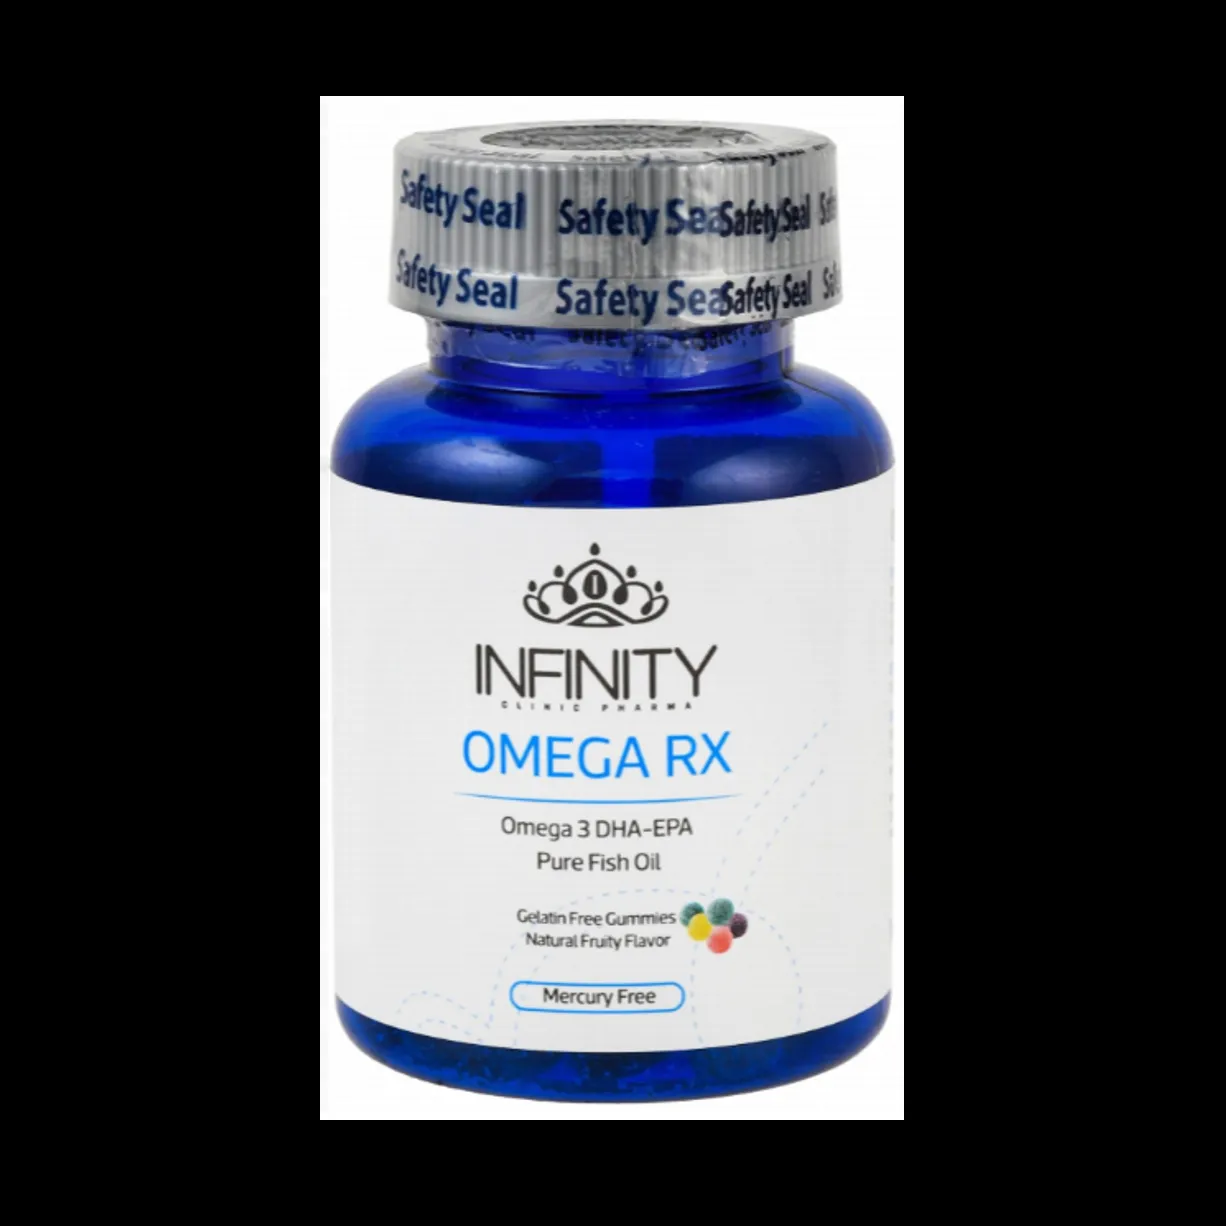 Safety Seal Safety Sea Safety Seal
Safety Seal Safety Sea Safety Seal
INFINITY
CLINIC PHARMA
OMEGA RX
Omega 3 DHA-EPA
Pure Fish Oil
Gelatin Free Gummies
Natural Fruity Flavor
Mercury Free